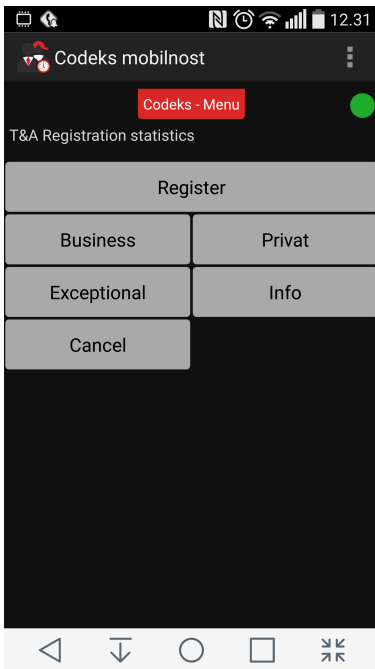 12.31
Codeks mobilnost
Codeks - Menu
T&A Registration statistics
Register
Business
Privat
Exceptional
Info
Cancel